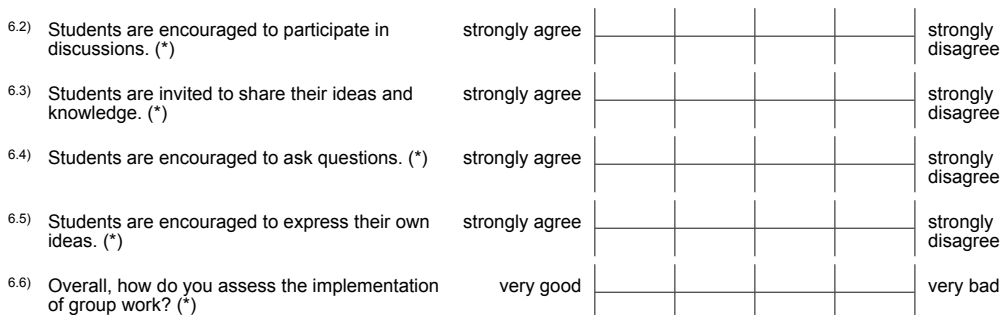 6.2) Students are encouraged to participate in discussions. (*) strongly agree strongly disagree
6.3) Students are invited to share their ideas and knowledge. (*) strongly agree strongly disagree
6.4) Students are encouraged to ask questions. (*) strongly agree strongly disagree
6.5) Students are encouraged to express their own ideas. (*) strongly agree strongly disagree
6.6) Overall, how do you assess the implementation of group work? (*) very good very bad